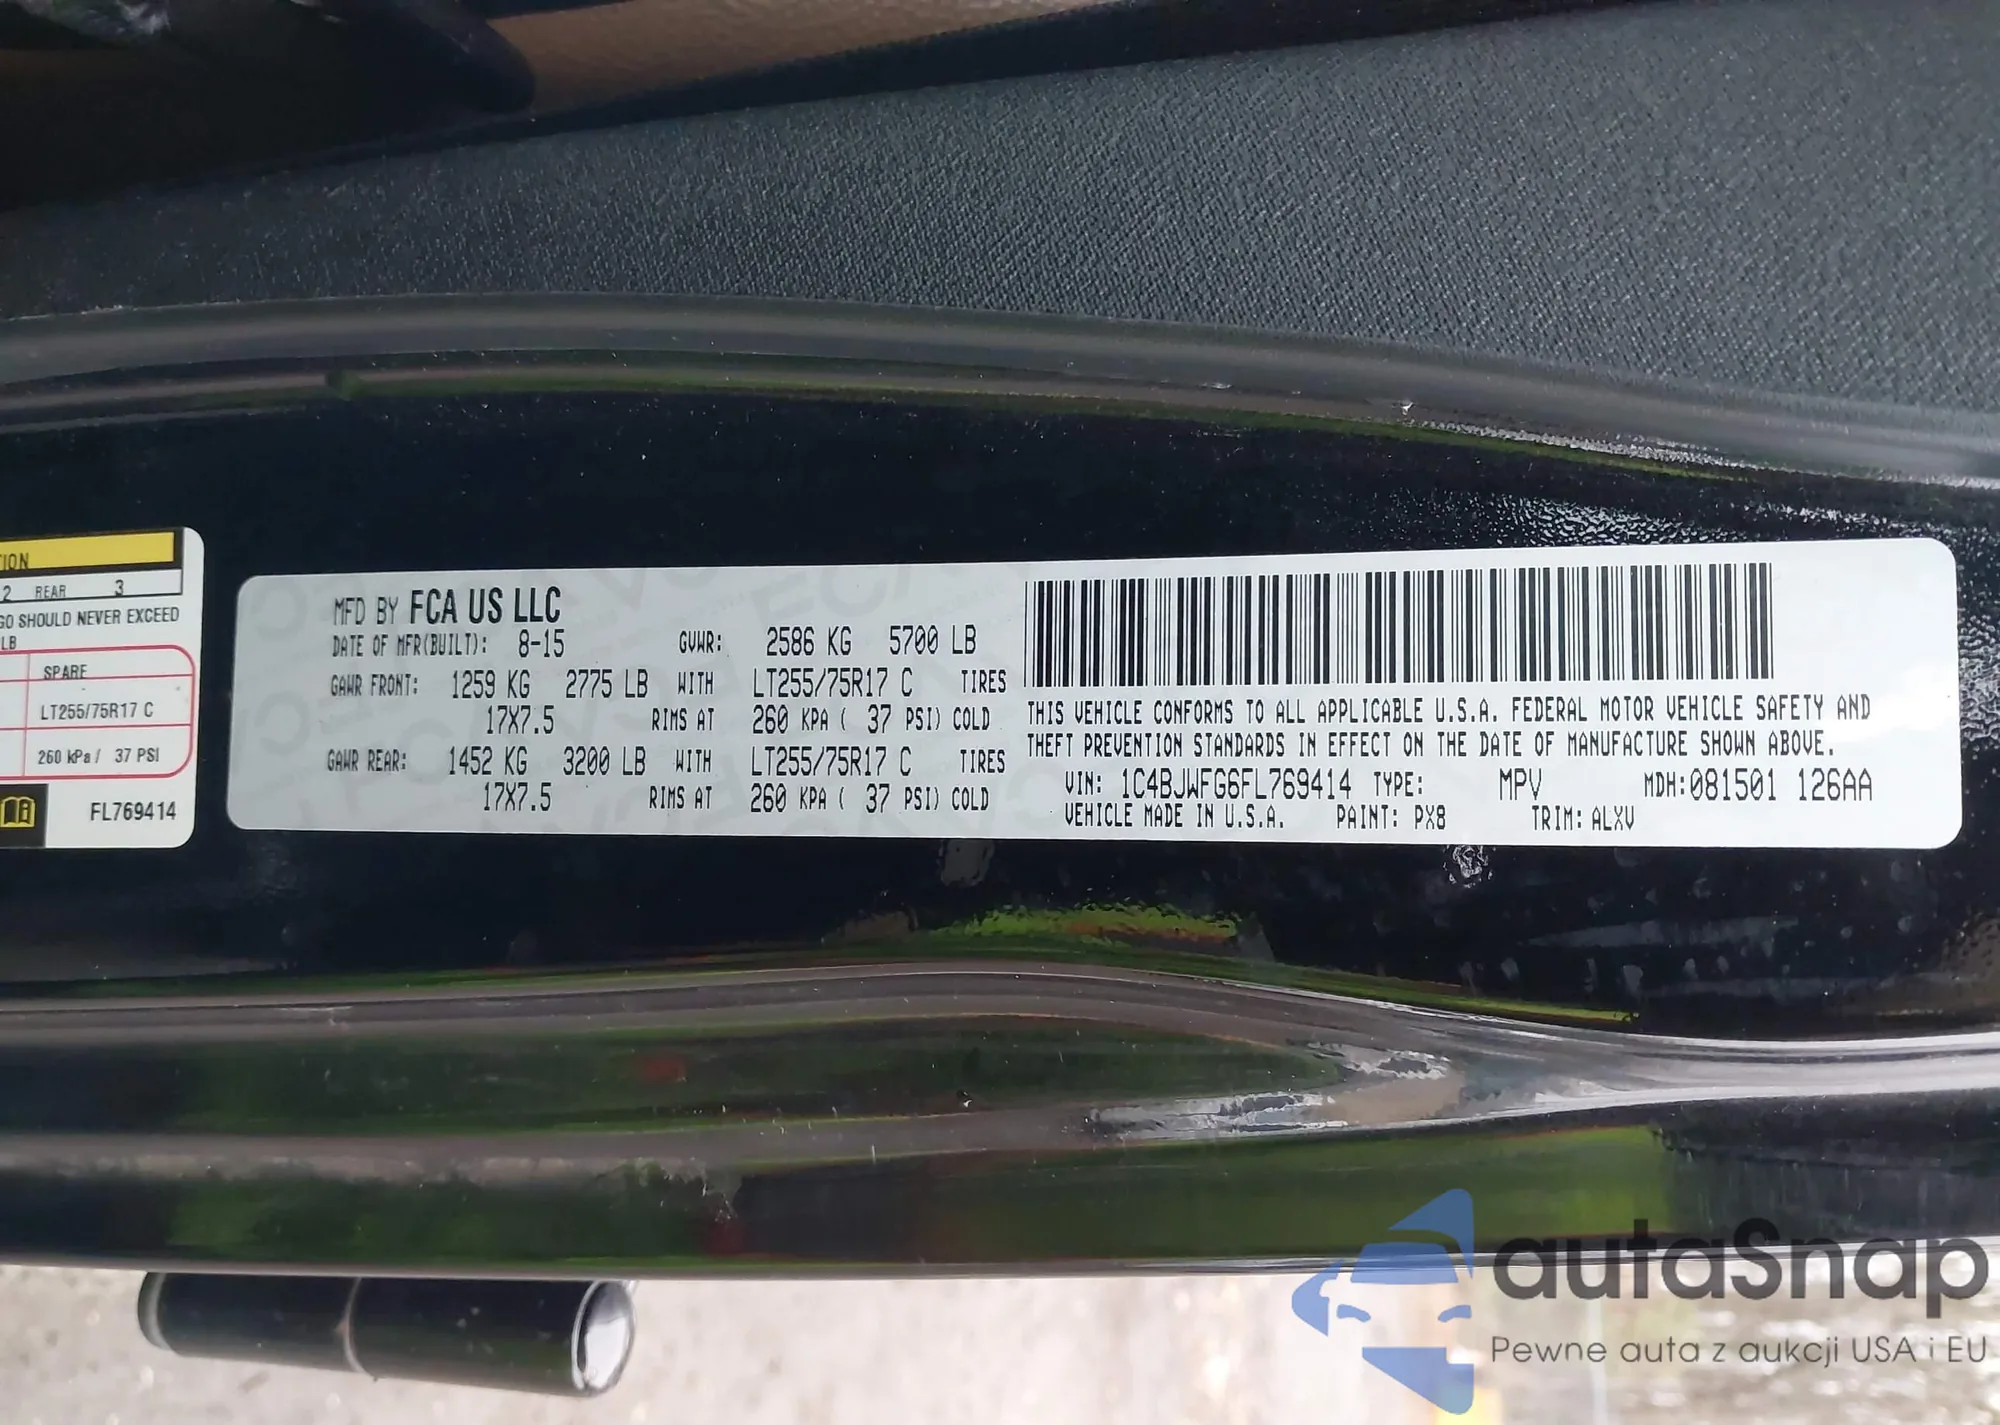 TION
2 REAR 3
GO SHOULD NEVER EXCEED
LB
SPARE
LT255/75R17 C
260 kPa / 37 PSI
FL769414
MFD BY FCA US LLC
DATE OF MFR(BUILT): 8-15 GVWR: 2586 KG 5700 LB
GAWR FRONT: 1259 KG 2775 LB WITH LT255/75R17 C TIRES
17X7.5 RIMS AT 260 KPA ( 37 PSI) COLD
GAWR REAR: 1452 KG 3200 LB WITH LT255/75R17 C TIRES
17X7.5 RIMS AT 260 KPA ( 37 PSI) COLD
THIS VEHICLE CONFORMS TO ALL APPLICABLE U.S.A. FEDERAL MOTOR VEHICLE SAFETY AND
THEFT PREVENTION STANDARDS IN EFFECT ON THE DATE OF MANUFACTURE SHOWN ABOVE.
VIN: 1C4BJWFG6FL769414 TYPE: MPV MDH:081501 126AA
VEHICLE MADE IN U.S.A. PAINT: PX8 TRIM: ALXV
autaSnap
Pewne auta z aukcji USA i EU